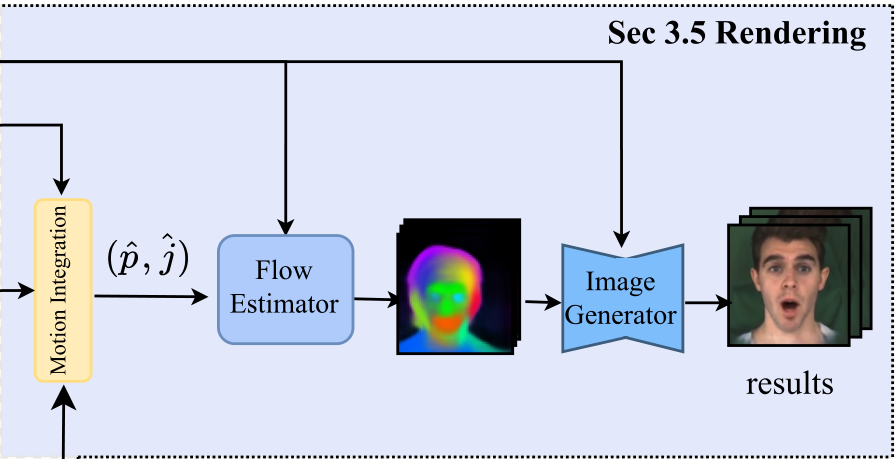 Sec 3.5 Rendering
Motion Integration
(p̂, ĵ)
Flow
Estimator
Image
Generator
results